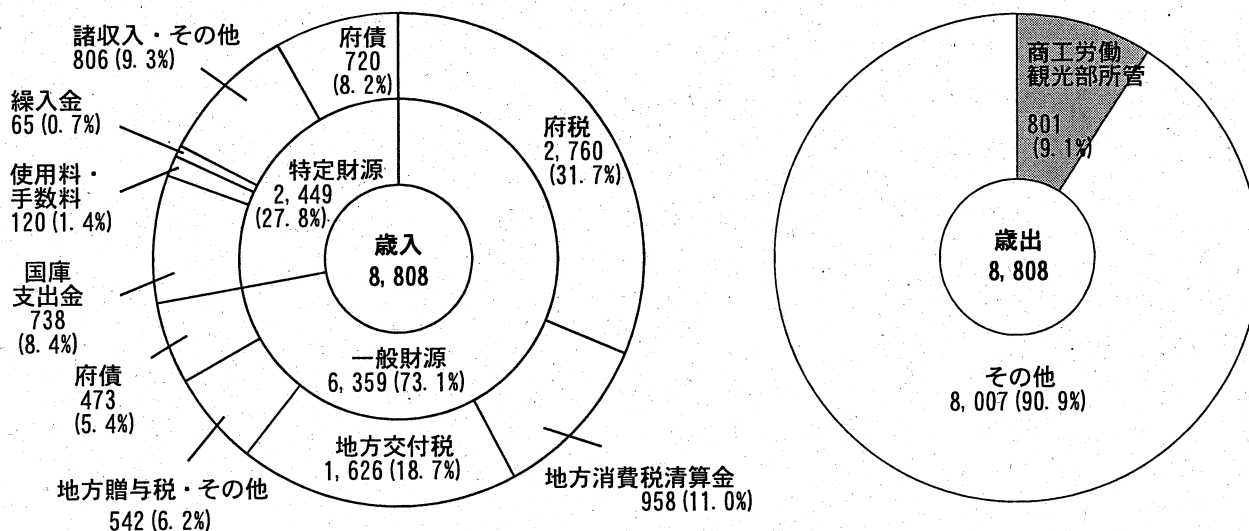 諸収入・その他
806(9.3%)
府債
720
(8.2%)
繰入金
65(0.7%)
使用料・
手数料
120(1.4%)
国庫
支出金
738
(8.4%)
府債
473
(5.4%)
地方贈与税・その他
542(6.2%)
特定財源
2,449
(27.8%)
歳入
8,808
一般財源
6,359(73.1%)
地方交付税
1,626(18.7%)
府税
2,760
(31.7%)
地方消費税清算金
958(11.0%)
商工労働
観光部所管
801
(9.1%)
歳出
8,808
その他
8,007(90.9%)